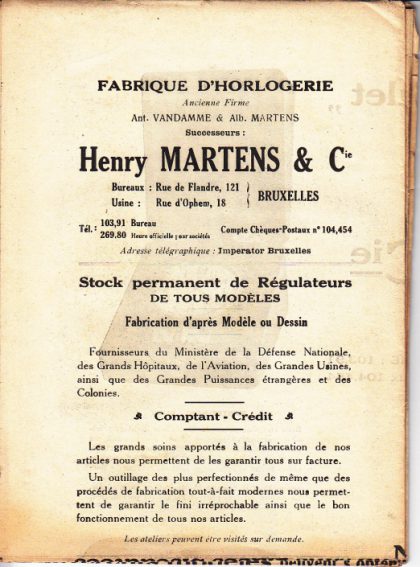 FABRIQUE D'HORLOGERIE
Ancienne Firme
Ant. VANDAMME & Alb. MARTENS
Successeurs :
Henry MARTENS & Cie
Bureaux : Rue de Flandre, 121
Usine : Rue d'Ophem, 18
BRUXELLES
Tél. : 103,91 Bureau
269.80 Heure officielle par sociétés
Compte Chèques-Postaux n° 104,454
Adresse télégraphique : Imperator Bruxelles
Stock permanent de Régulateurs
DE TOUS MODÈLES
Fabrication d'après Modèle ou Dessin
Fournisseurs du Ministère de la Défense Nationale,
des Grands Hôpitaux, de l'Aviation, des Grandes Usines,
ainsi que des Grandes Puissances étrangères et des
Colonies.
Comptant - Crédit
Les grands soins apportés à la fabrication de nos
articles nous permettent de les garantir tous sur facture.
Un outillage des plus perfectionnés de même que des
procédés de fabrication tout-à-fait modernes nous permet-
tent de garantir le fini irréprochable ainsi que le bon
fonctionnement de tous nos articles.
Les ateliers peuvent être visités sur demande.